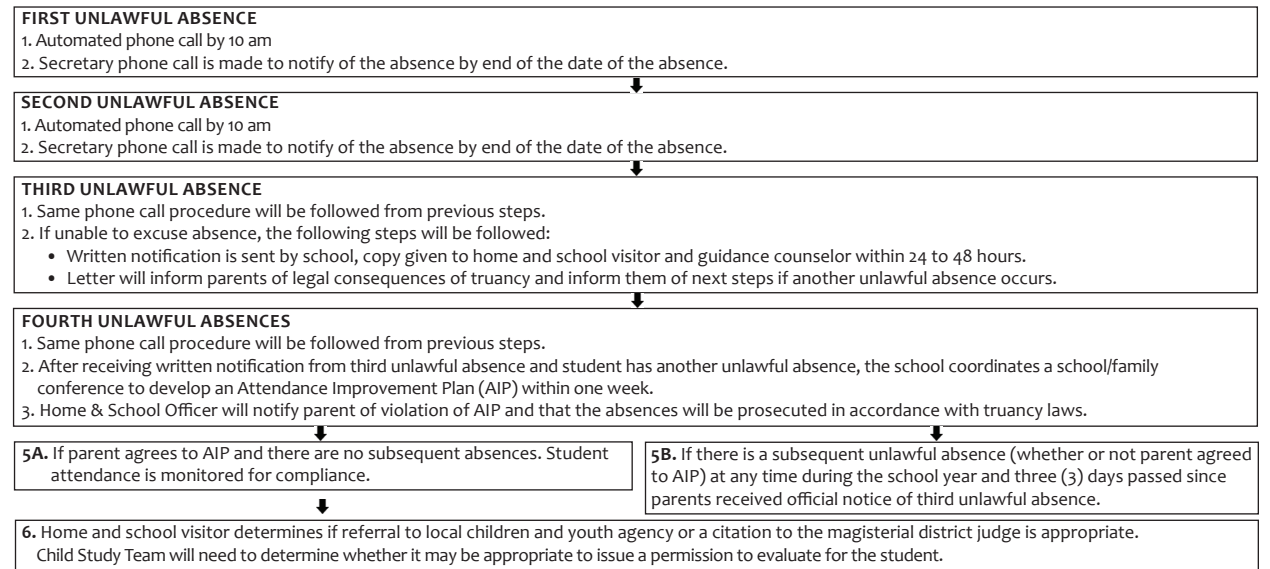 FIRST UNLAWFUL ABSENCE
1. Automated phone call by 10 am
2. Secretary phone call is made to notify of the absence by end of the date of the absence.
SECOND UNLAWFUL ABSENCE
1. Automated phone call by 10 am
2. Secretary phone call is made to notify of the absence by end of the date of the absence.
THIRD UNLAWFUL ABSENCE
1. Same phone call procedure will be followed from previous steps.
2. If unable to excuse absence, the following steps will be followed:
• Written notification is sent by school, copy given to home and school visitor and guidance counselor within 24 to 48 hours.
• Letter will inform parents of legal consequences of truancy and inform them of next steps if another unlawful absence occurs.
FOURTH UNLAWFUL ABSENCES
1. Same phone call procedure will be followed from previous steps.
2. After receiving written notification from third unlawful absence and student has another unlawful absence, the school coordinates a school/family
conference to develop an Attendance Improvement Plan (AIP) within one week.
3. Home & School Officer will notify parent of violation of AIP and that the absences will be prosecuted in accordance with truancy laws.
5A. If parent agrees to AIP and there are no subsequent absences. Student
attendance is monitored for compliance.
5B. If there is a subsequent unlawful absence (whether or not parent agreed
to AIP) at any time during the school year and three (3) days passed since
parents received official notice of third unlawful absence.
6. Home and school visitor determines if referral to local children and youth agency or a citation to the magisterial district judge is appropriate.
Child Study Team will need to determine whether it may be appropriate to issue a permission to evaluate for the student.